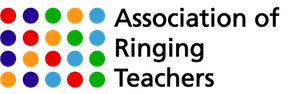 Association of
Ringing
Teachers